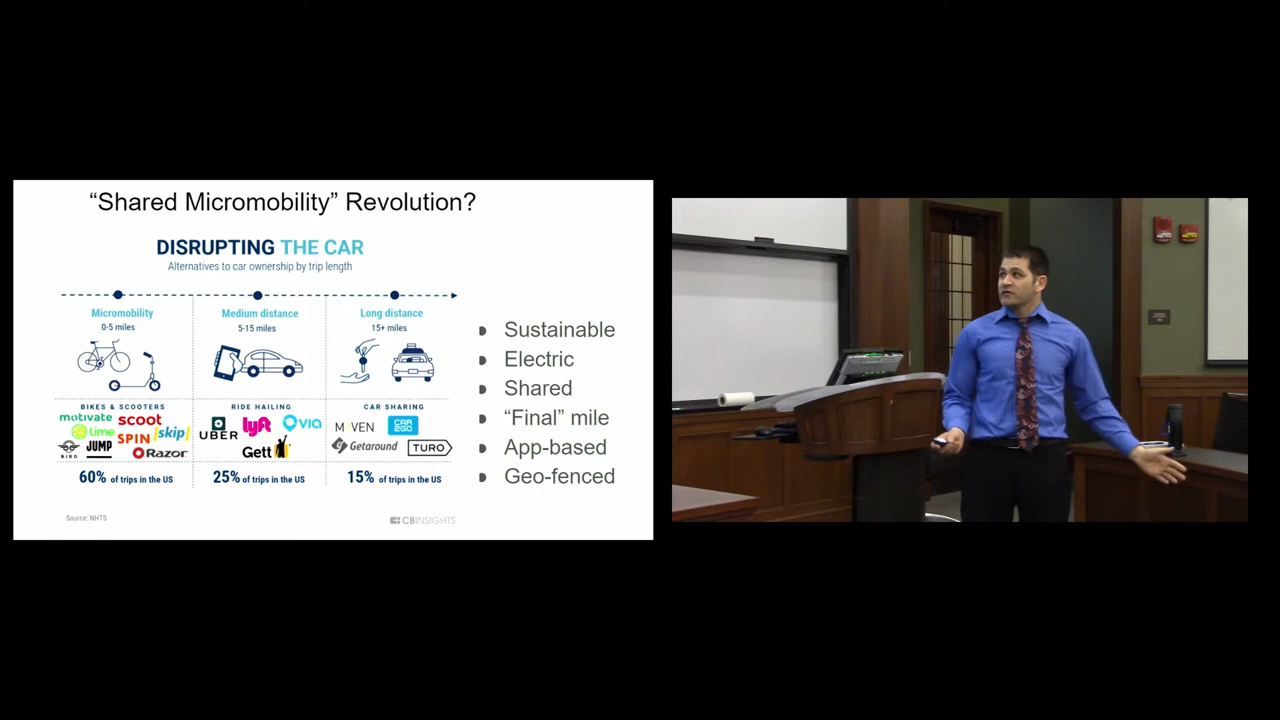 “Shared Micromobility” Revolution?
DISRUPTING THE CAR
Alternatives to car ownership by trip length
Micromobility
0-5 miles
Medium distance
5-15 miles
Long distance
15+ miles
BIKES & SCOOTERS
motivate
scoot
Lime
SPIN
/skip/
BIRD
JUMP
Razor
RIDE HAILING
UBER
lyft
VIA
Gett
CAR SHARING
MAVEN
CAR2GO
Getaround
TURO
60% of trips in the US
25% of trips in the US
15% of trips in the US
Source: NHTS
CBINSIGHTS
Sustainable
Electric
Shared
“Final” mile
App-based
Geo-fenced